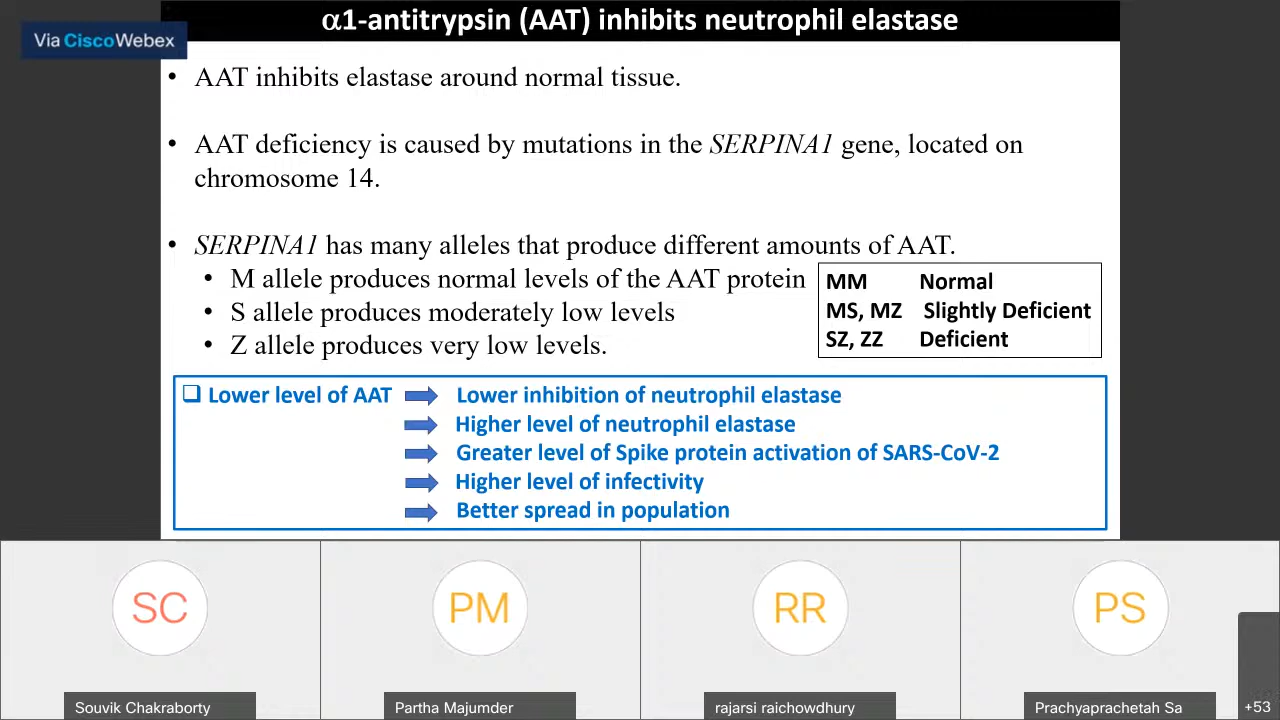 α1-antitrypsin (AAT) inhibits neutrophil elastase
Via CiscoWebex
• AAT inhibits elastase around normal tissue.
• AAT deficiency is caused by mutations in the SERPINA1 gene, located on
chromosome 14.
• SERPINA1 has many alleles that produce different amounts of AAT.
• M allele produces normal levels of the AAT protein
• S allele produces moderately low levels
• Z allele produces very low levels.
MM Normal
MS, MZ Slightly Deficient
SZ, ZZ Deficient
❑ Lower level of AAT ➡ Lower inhibition of neutrophil elastase
➡ Higher level of neutrophil elastase
➡ Greater level of Spike protein activation of SARS-CoV-2
➡ Higher level of infectivity
➡ Better spread in population
SC
PM
RR
PS
Souvik Chakraborty
Partha Majumder
rajarsi raichowdhury
Prachyaprachetah Sa
+53